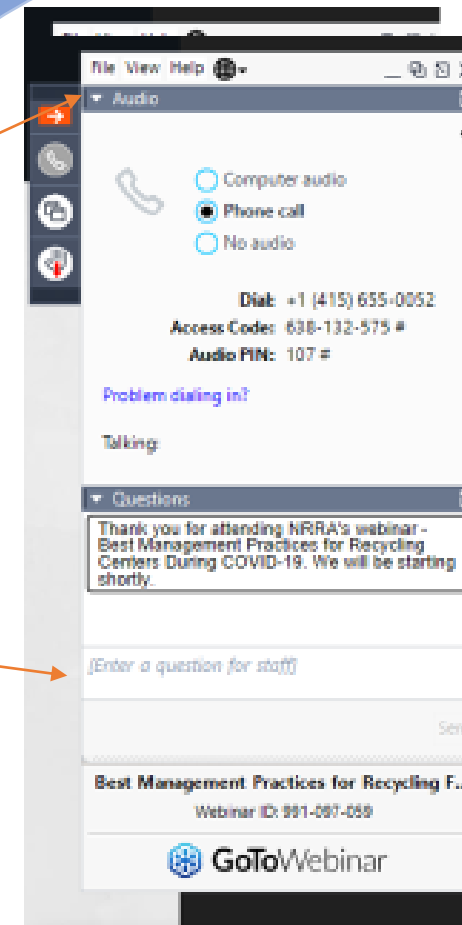 File View Help
Audio
Computer audio
Phone call
No audio
Dial: +1 (415) 655-0052
Access Code: 638-132-575 #
Audio PIN: 107 #
Problem dialing in?
Talking:
Questions
Thank you for attending NRRA's webinar -
Best Management Practices for Recycling
Centers During COVID-19. We will be starting
shortly.
[Enter a question for staff]
Best Management Practices for Recycling F...
Webinar ID: 991-097-059
GoToWebinar